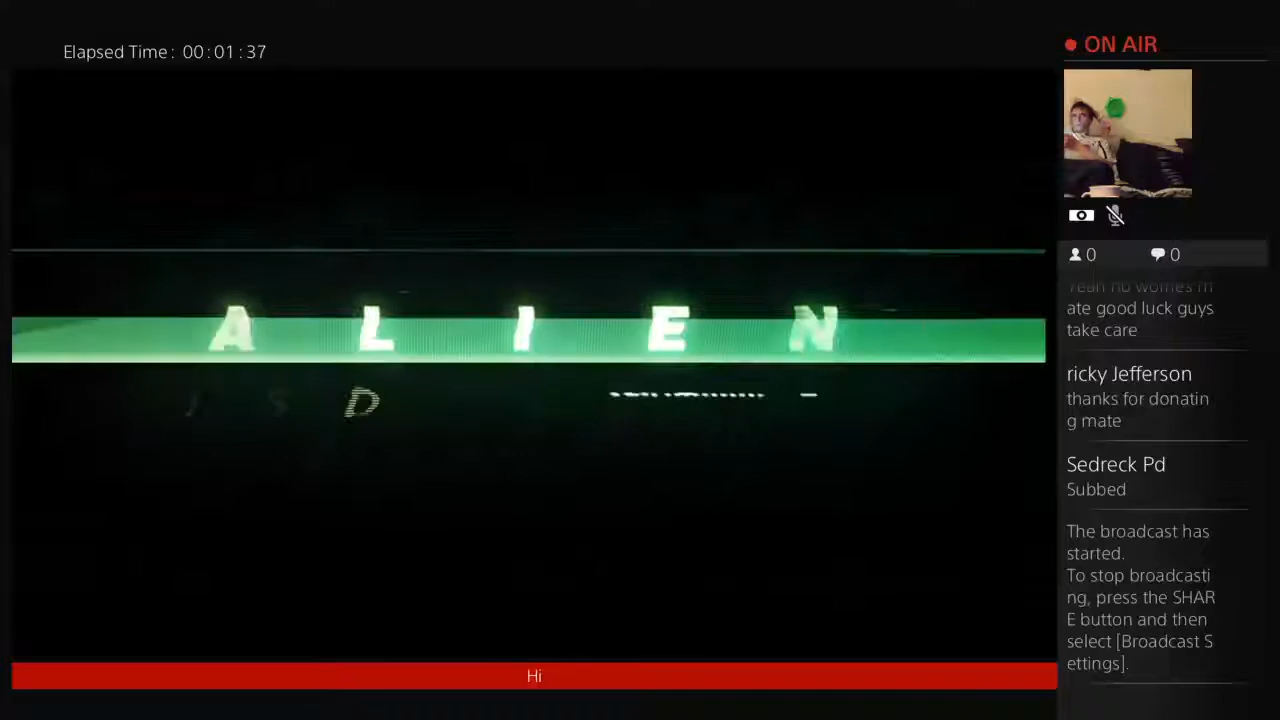 Elapsed Time: 00:01:37
ON AIR
0 0
ate good luck guys
take care
ricky Jefferson
thanks for donatin
g mate
Sedreck Pd
Subbed
The broadcast has
started.
To stop broadcasti
ng, press the SHAR
E button and then
select [Broadcast S
ettings].
A L I E N
D
Hi